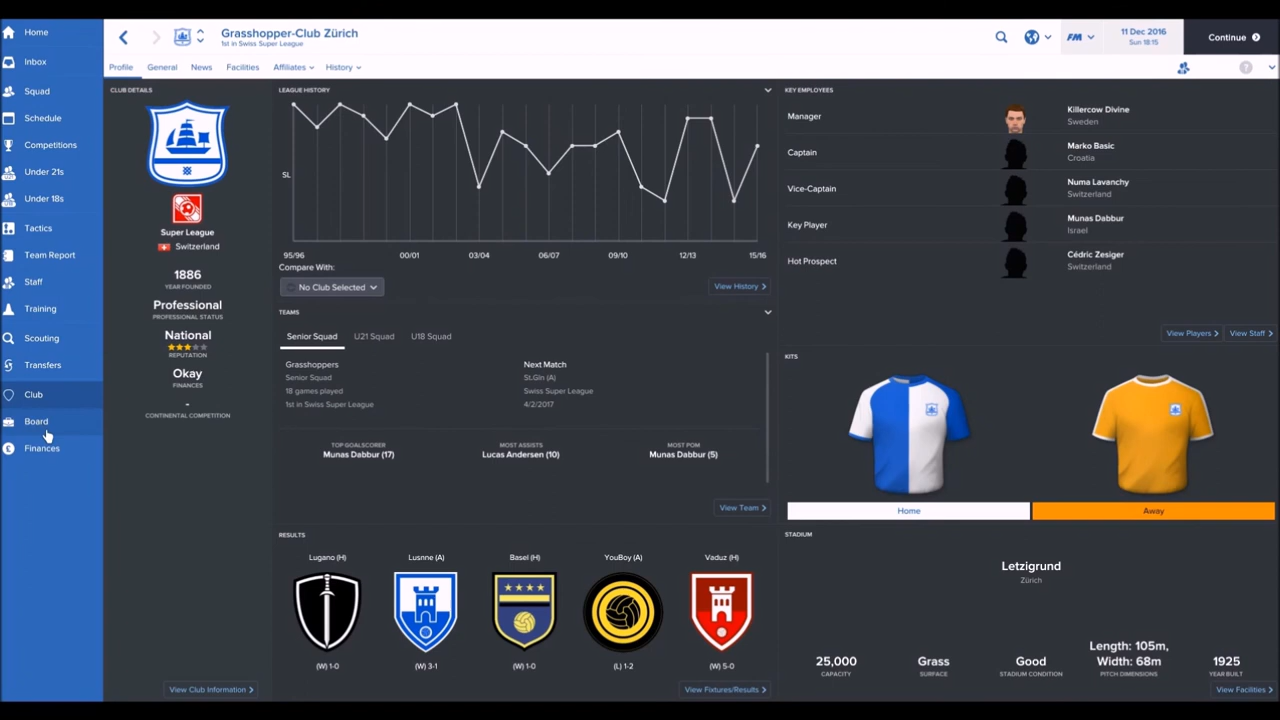 Home
Inbox
Squad
Schedule
Competitions
Under 21s
Under 18s
Tactics
Team Report
Staff
Training
Scouting
Transfers
Club
Board
Finances
Grasshopper-Club Zürich
1st in Swiss Super League
FM
11 Dec 2016
Sun 18:15
Continue
Profile
General
News
Facilities
Affiliates
History
CLUB DETAILS
Super League
Switzerland
1886
YEAR FOUNDED
Professional
PROFESSIONAL STATUS
National
REPUTATION
Okay
FINANCES
-
CONTINENTAL COMPETITION
View Club Information
LEAGUE HISTORY
SL
95/96 00/01 03/04 06/07 09/10 12/13 15/16
Compare With:
No Club Selected
View History
TEAMS
Senior Squad U21 Squad U18 Squad
Grasshoppers
Senior Squad
18 games played
1st in Swiss Super League
Next Match
St.Gln (A)
Swiss Super League
4/2/2017
TOP GOALSCORER
Munas Dabbur (17)
MOST ASSISTS
Lucas Andersen (10)
MOST POM
Munas Dabbur (5)
View Team
RESULTS
Lugano (H) Lusnne (A) Basel (H) YouBoy (A) Vaduz (H)
(W) 1-0 (W) 3-1 (W) 1-0 (L) 1-2 (W) 5-0
View Fixtures/Results
KEY EMPLOYEES
Manager
Killercow Divine
Sweden
Captain
Marko Basic
Croatia
Vice-Captain
Numa Lavanchy
Switzerland
Key Player
Munas Dabbur
Israel
Hot Prospect
Cédric Zesiger
Switzerland
View Players
View Staff
KITS
Home
Away
STADIUM
Letzigrund
Zürich
25,000
CAPACITY
Grass
SURFACE
Good
STADIUM CONDITION
Length: 105m,
Width: 68m
PITCH DIMENSIONS
1925
YEAR BUILT
View Facilities